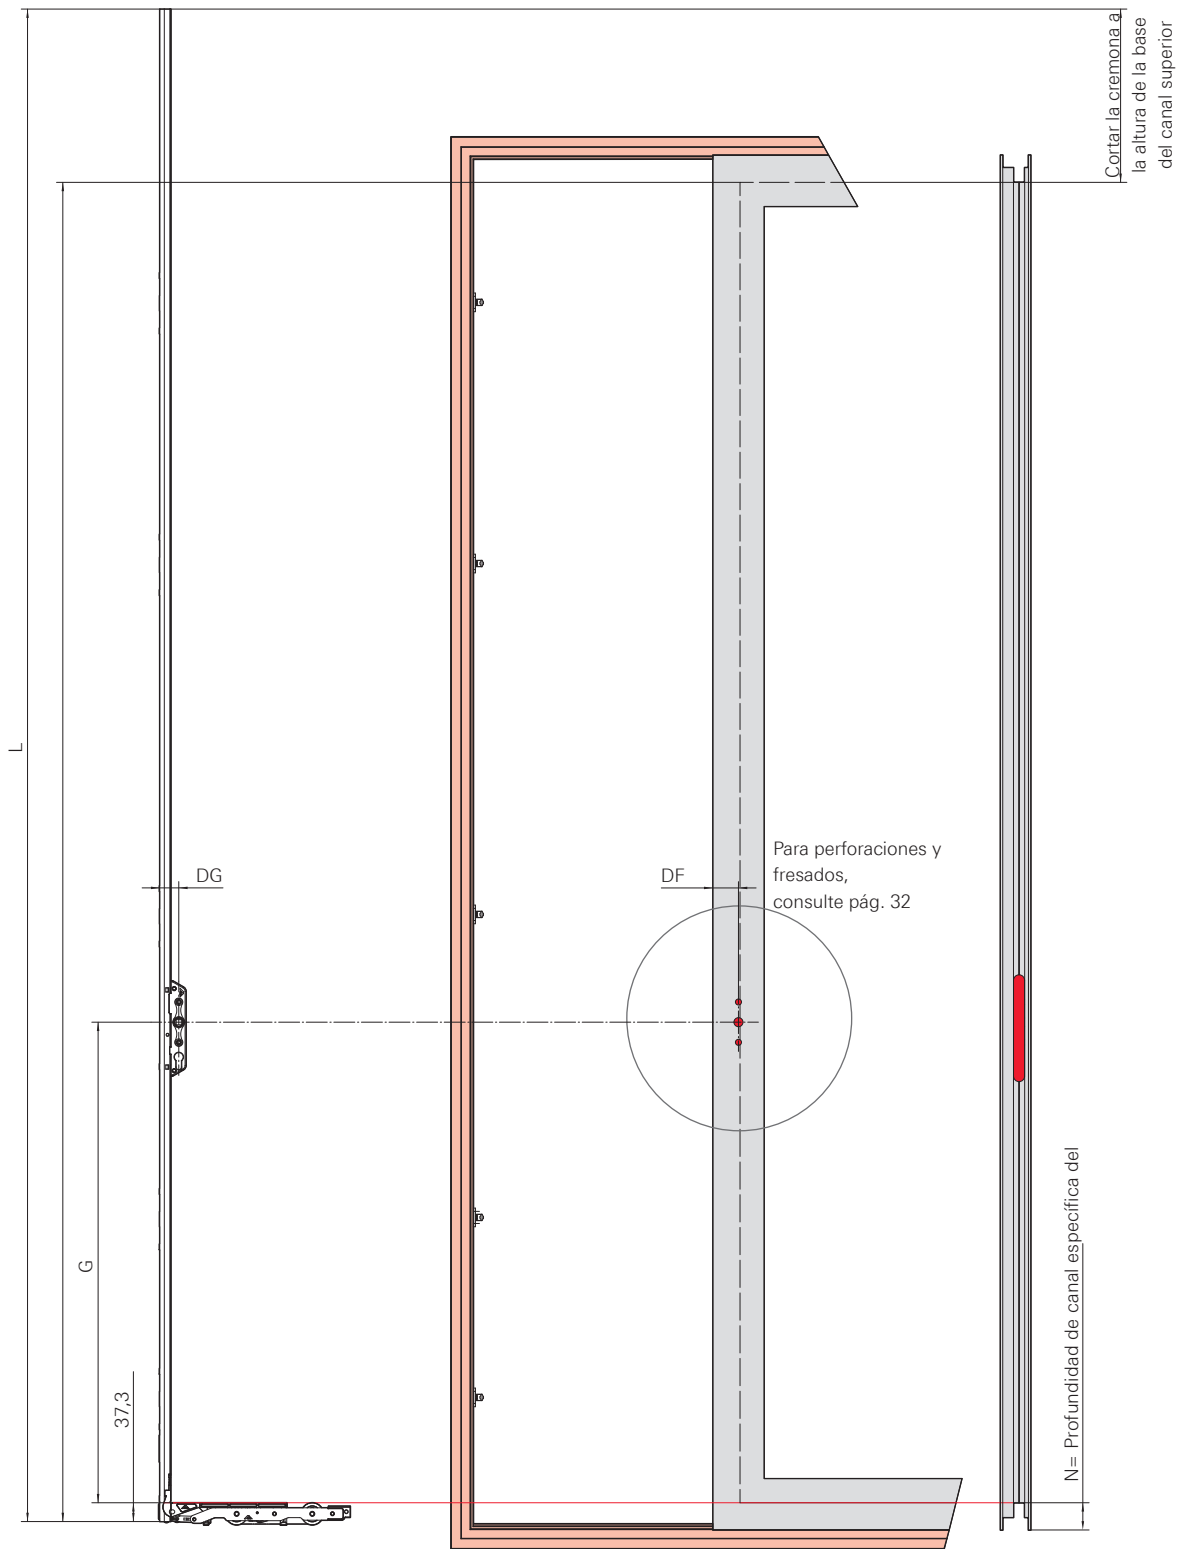 Cortar la cremona a
la altura de la base
del canal superior
L
DG
DF
Para perforaciones y
fresados,
consulte pág. 32
G
37,3
N= Profundidad de canal específica del